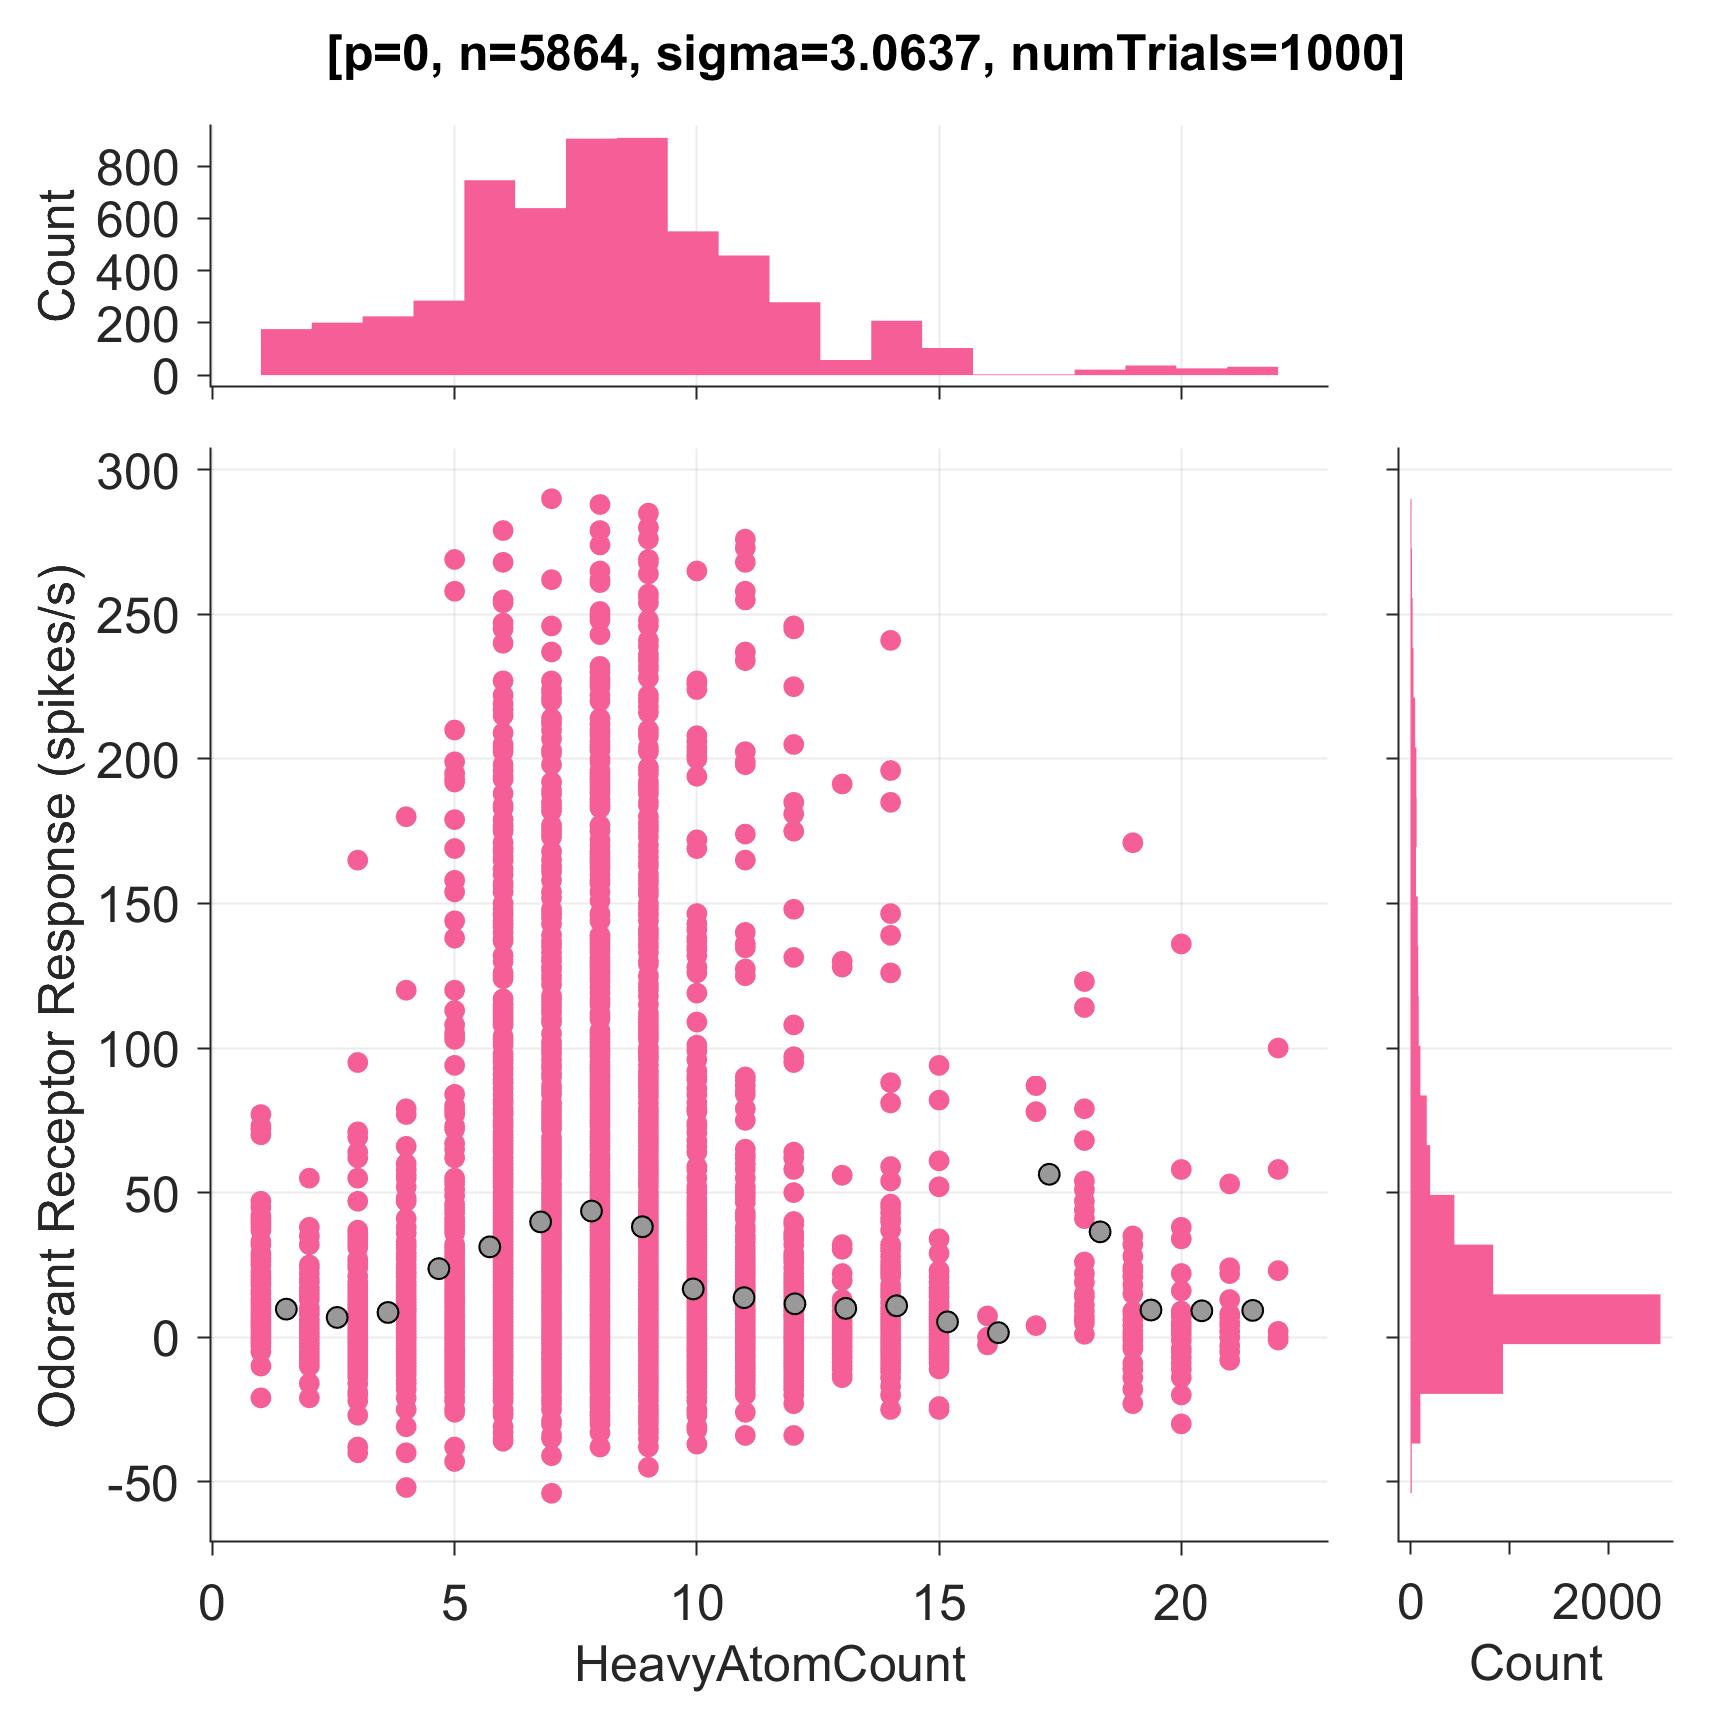 [p=0, n=5864, sigma=3.0637, numTrials=1000]
Count
800
600
400
200
0
Odorant Receptor Response (spikes/s)
300
250
200
150
100
50
0
-50
0 5 10 15 20
HeavyAtomCount
0 2000
Count